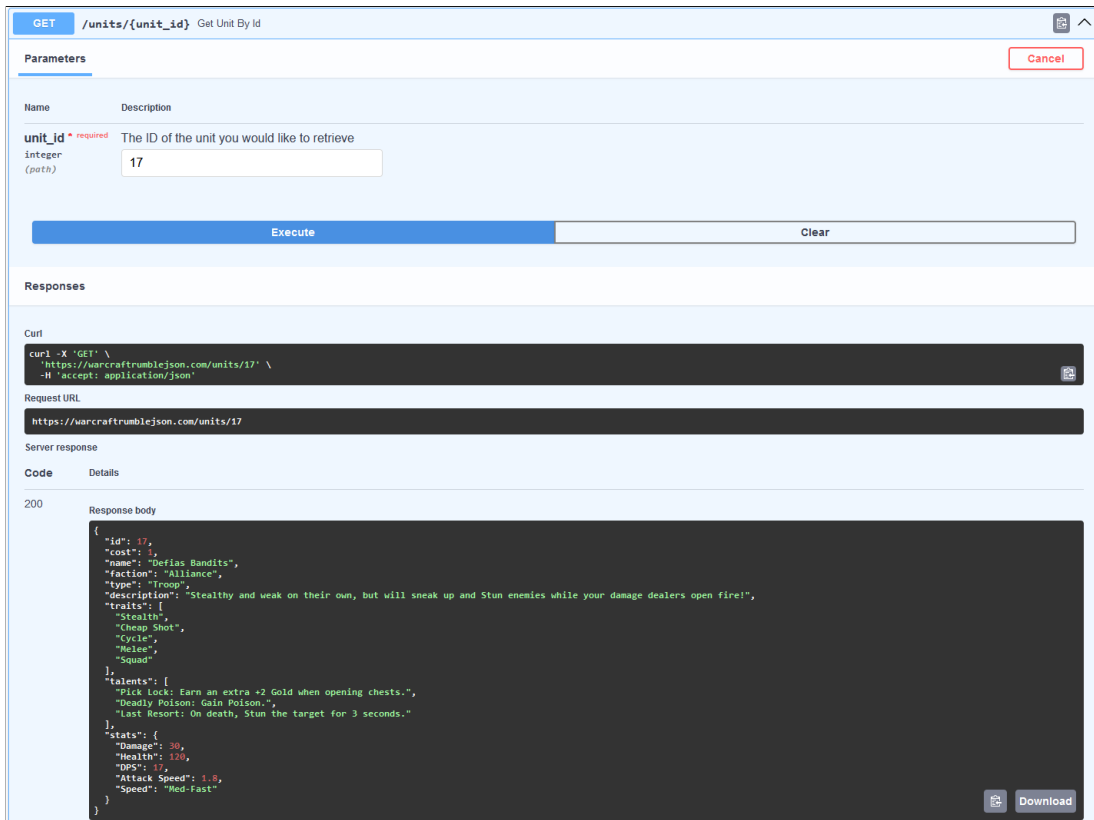 GET /units/{unit_id} Get Unit By Id
Parameters
Cancel
Name Description
unit_id * required The ID of the unit you would like to retrieve
integer
(path)
17
Execute Clear
Responses
Curl
curl -X 'GET' \
  'https://warcraftrumblejson.com/units/17' \
  -H 'accept: application/json'
Request URL
https://warcraftrumblejson.com/units/17
Server response
Code Details
200
Response body
{
  "id": 17,
  "cost": 1,
  "name": "Defias Bandits",
  "faction": "Alliance",
  "type": "Troop",
  "description": "Stealthy and weak on their own, but will sneak up and Stun enemies while your damage dealers open fire!",
  "traits": [
    "Stealth",
    "Cheap Shot",
    "Cycle",
    "Melee",
    "Squad"
  ],
  "talents": [
    "Pick Lock: Earn an extra +2 Gold when opening chests.",
    "Deadly Poison: Gain Poison.",
    "Last Resort: On death, Stun the target for 3 seconds."
  ],
  "stats": {
    "Damage": 30,
    "Health": 120,
    "DPS": 17,
    "Attack Speed": 1.8,
    "Speed": "Med-Fast"
  }
}
Download